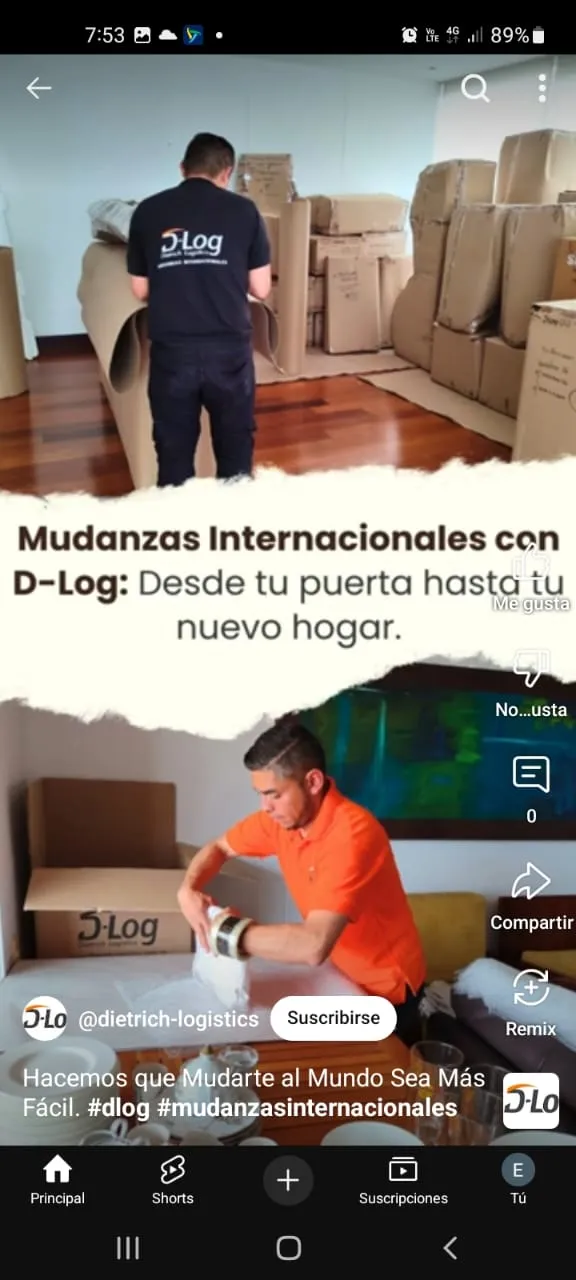 7:53
Vo
LTE
4G
89%
D-Log
Dietrich Logistics
Mudanzas Internacionales con
D-Log: Desde tu puerta hasta tu
nuevo hogar.
Me gusta
No...usta
0
Compartir
Remix
D-Log
D-Lo
@dietrich-logistics
Suscribirse
Hacemos que Mudarte al Mundo Sea Más
Fácil. #dlog #mudanzasinternacionales
D-Lo
Principal
Shorts
Suscripciones
E
Tú